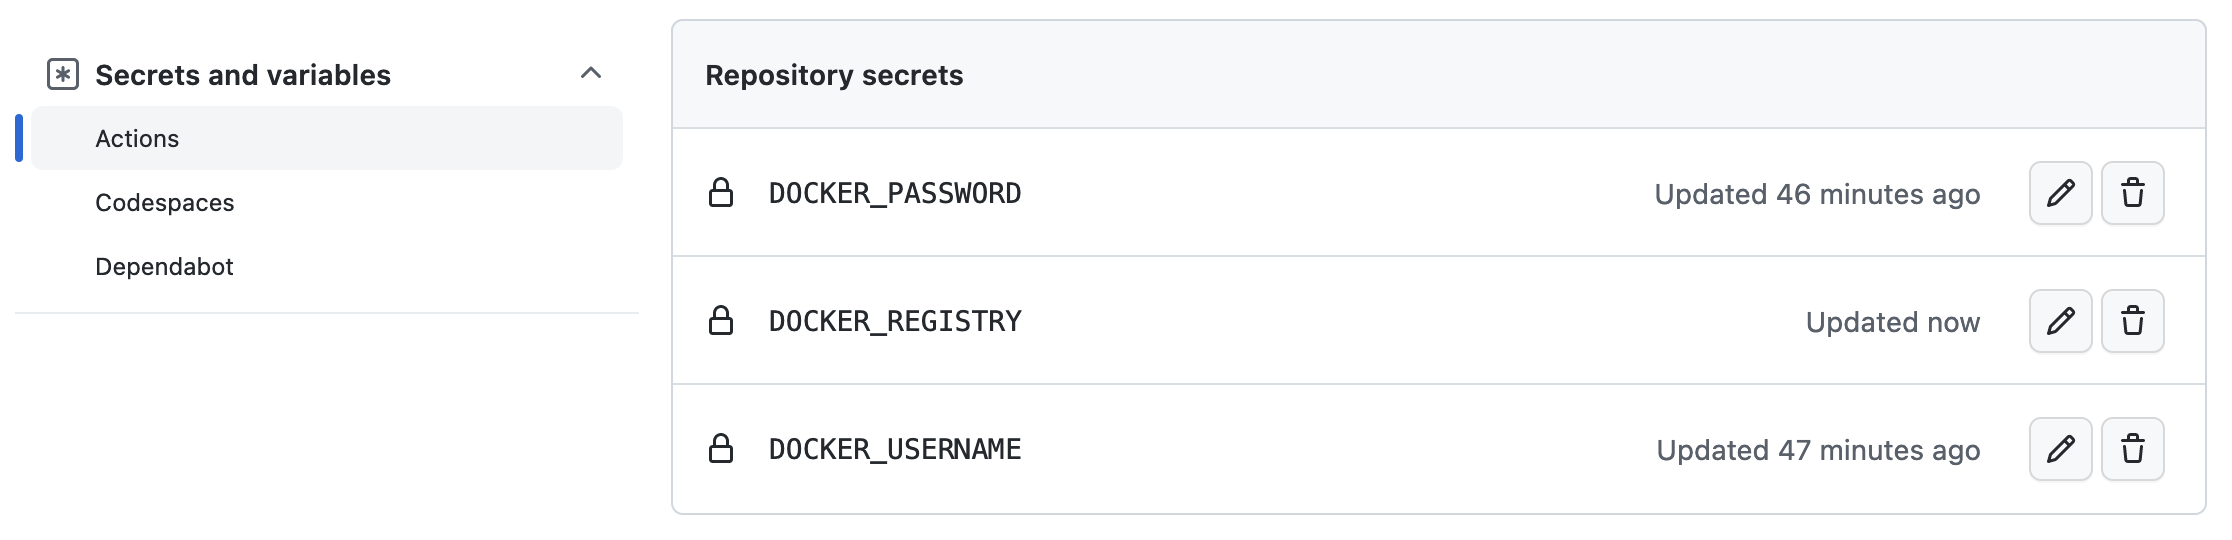 Secrets and variables
Actions
Codespaces
Dependabot
Repository secrets
DOCKER_PASSWORD Updated 46 minutes ago
DOCKER_REGISTRY Updated now
DOCKER_USERNAME Updated 47 minutes ago